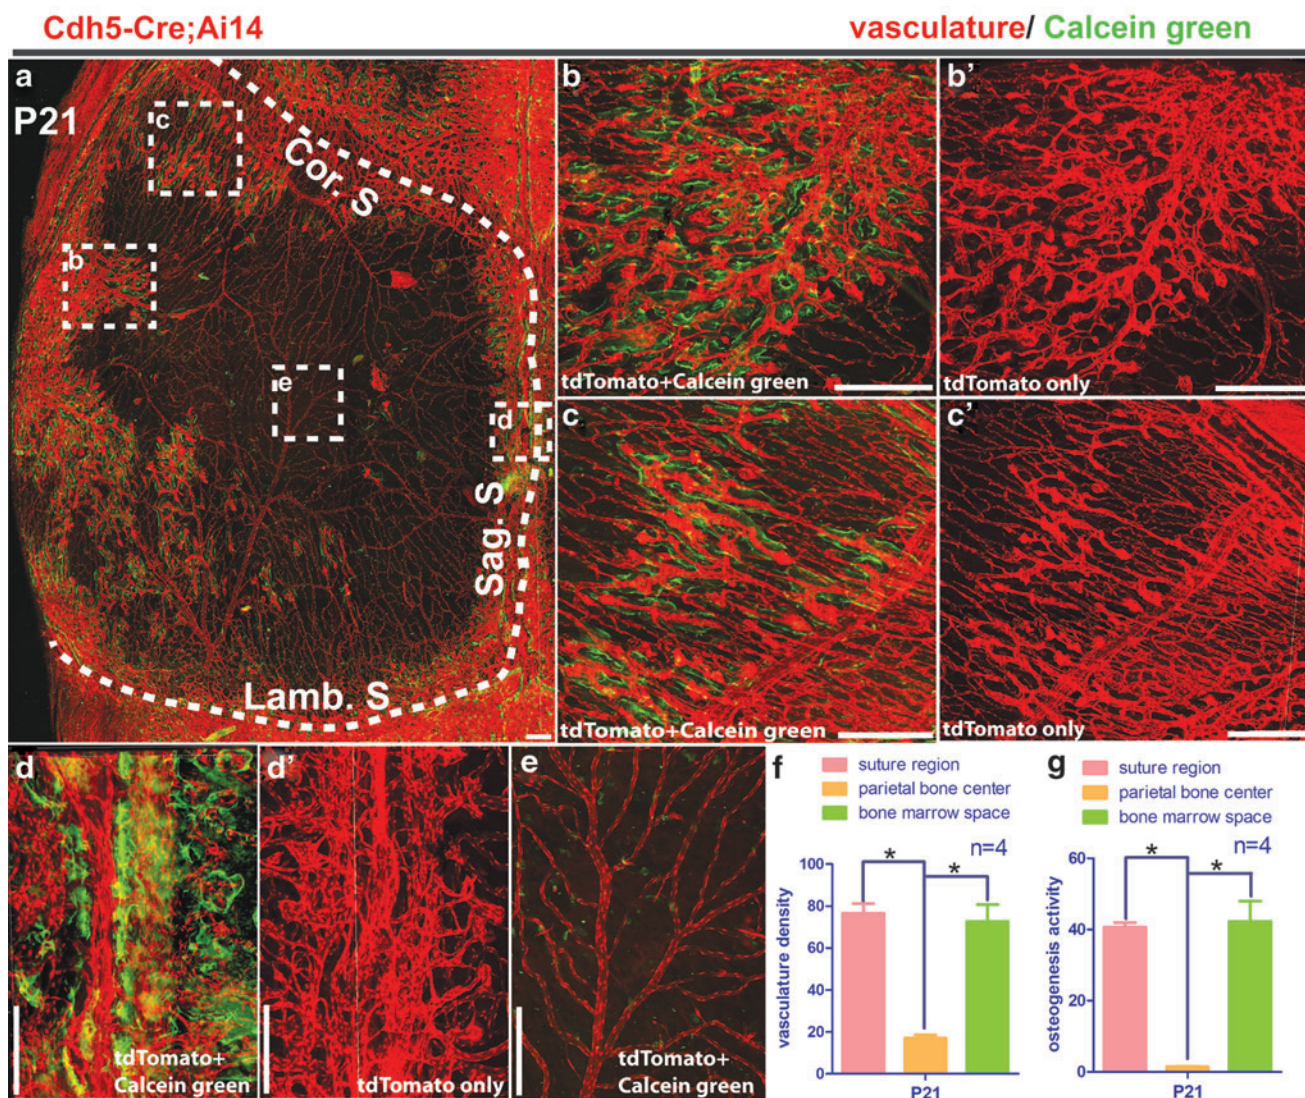 Cdh5-Cre;Ai14
vasculature/ Calcein green
a
P21
c
Cor. S
b
e
d
Sag. S
Lamb. S
b
tdTomato+Calcein green
b'
tdTomato only
c
tdTomato+Calcein green
c'
tdTomato only
d
tdTomato+
Calcein green
d'
tdTomato only
e
tdTomato+
Calcein green
f
suture region
parietal bone center
bone marrow space
n=4
* *
100
80
60
40
20
0
vasculature density
P21
g
suture region
parietal bone center
bone marrow space
n=4
* *
60
40
20
0
osteogenesis activity
P21